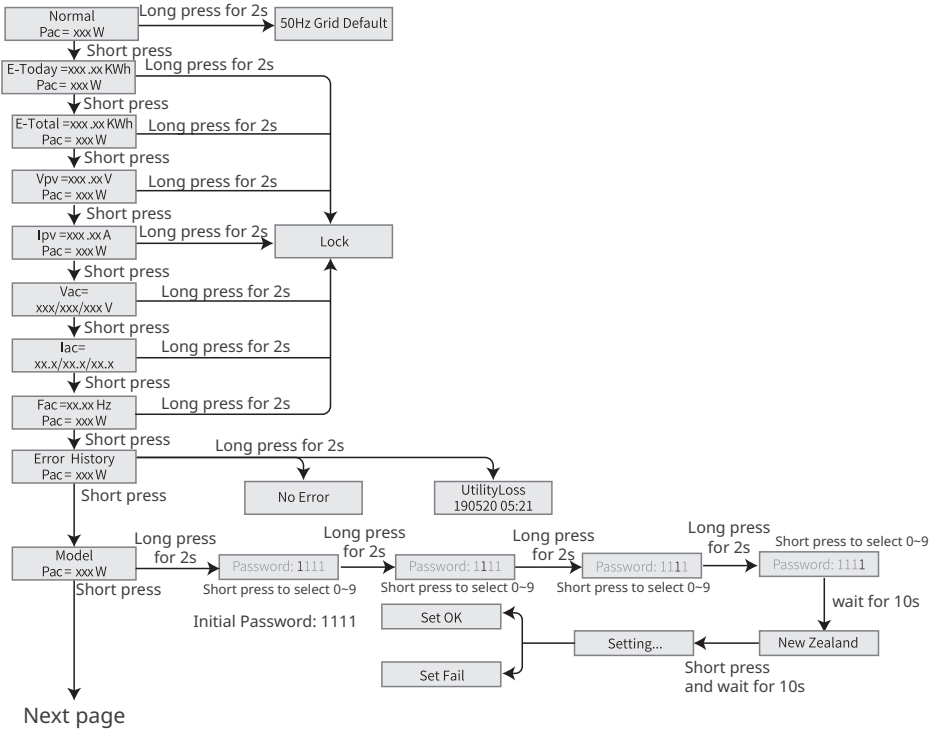 Normal
Pac= xxx W
Long press for 2s
50Hz Grid Default
Short press
E-Today =xxx.xx KWh
Pac= xxx W
Long press for 2s
Short press
E-Total =xxx.xx KWh
Pac= xxx W
Long press for 2s
Short press
Vpv =xxx.xx V
Pac= xxx W
Long press for 2s
Short press
Ipv =xxx.xx A
Pac= xxx W
Long press for 2s
Lock
Short press
Vac=
xxx/xxx/xxx V
Long press for 2s
Short press
Iac=
xx.x/xx.x/xx.x
Long press for 2s
Short press
Fac =xx.xx Hz
Pac= xxx W
Long press for 2s
Short press
Error History
Pac= xxx W
Long press for 2s
No Error
UtilityLoss
190520 05:21
Short press
Model
Pac= xxx W
Long press
for 2s
Password: 1111
Short press to select 0~9
Long press
for 2s
Password: 1111
Short press to select 0~9
Long press
for 2s
Password: 1111
Short press to select 0~9
Long press
for 2s
Short press to select 0~9
Password: 1111
Short press
Initial Password: 1111
wait for 10s
New Zealand
Short press
and wait for 10s
Setting...
Set OK
Set Fail
Next page